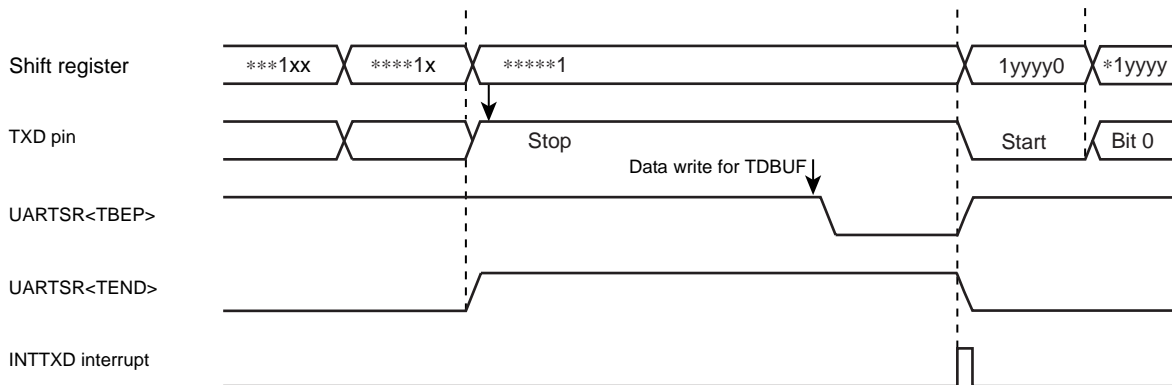 Shift register ***1xx ****1x *****1 1yyyy0 *1yyyy
TXD pin Stop Start Bit 0
Data write for TDBUF
UARTSR<TBEP>
UARTSR<TEND>
INTTXD interrupt